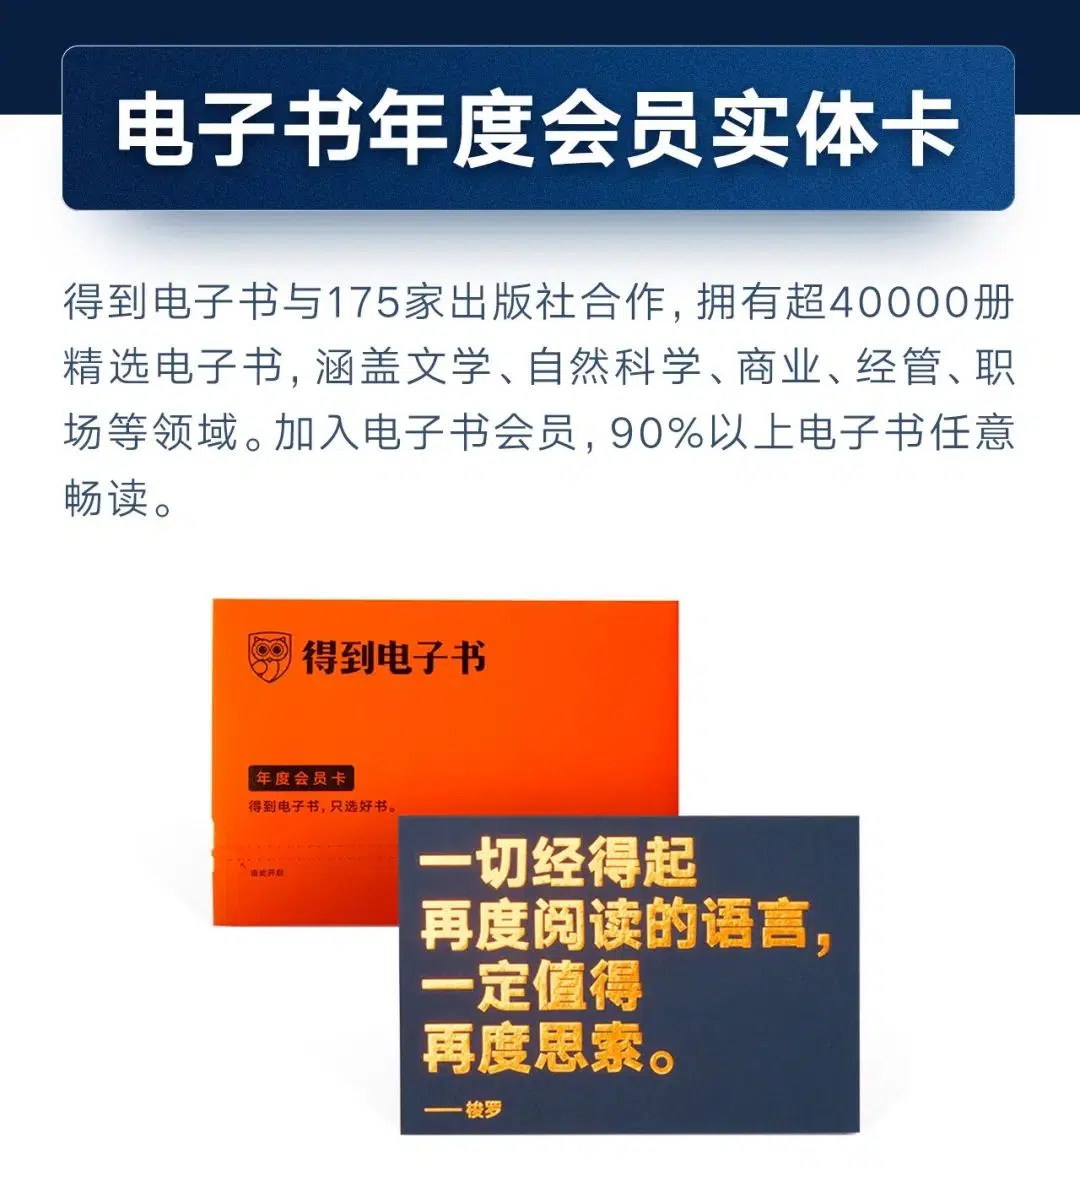 电子书年度会员实体卡
得到电子书与175家出版社合作，拥有超40000册
精选电子书，涵盖文学、自然科学、商业、经管、职
场等领域。加入电子书会员，90%以上电子书任意
畅读。
得到电子书
年度会员卡
得到电子书，只选好书。
由此开启
一切经得起
再度阅读的语言，
一定值得
再度思索。
——梭罗